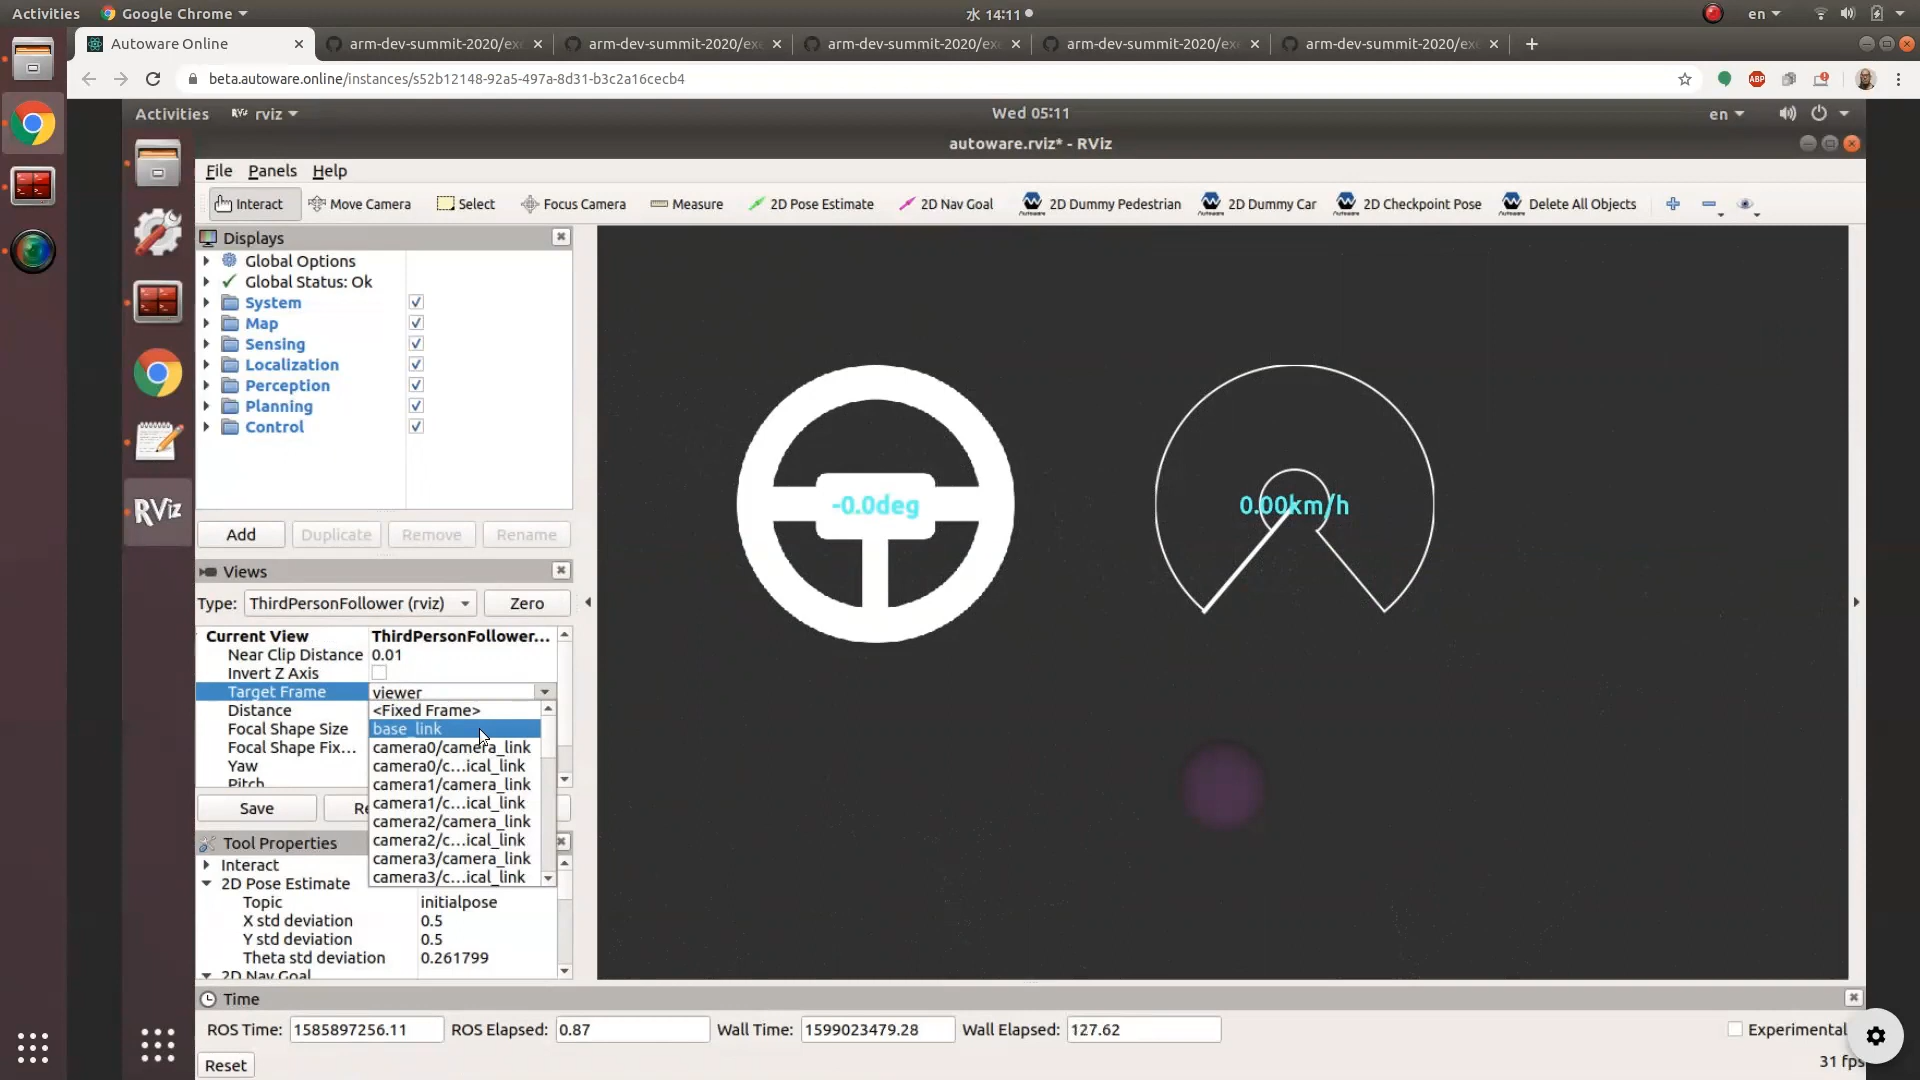 Activities
Google Chrome
水 14:11
en
Autoware Online
arm-dev-summit-2020/ex
arm-dev-summit-2020/ex
arm-dev-summit-2020/ex
arm-dev-summit-2020/ex
arm-dev-summit-2020/ex
beta.autoware.online/instances/s52b12148-92a5-497a-8d31-b3c2a16cecb4
ABP
Activities
RViz rviz
Wed 05:11
en
autoware.rviz* - RViz
File Panels Help
Interact
Move Camera
Select
Focus Camera
Measure
2D Pose Estimate
2D Nav Goal
2D Dummy Pedestrian
2D Dummy Car
2D Checkpoint Pose
Delete All Objects
Displays
Global Options
Global Status: Ok
System
Map
Sensing
Localization
Perception
Planning
Control
RViz
Add
Duplicate
Remove
Rename
Views
Type: ThirdPersonFollower (rviz)
Zero
Current View ThirdPersonFollower...
Near Clip Distance 0.01
Invert Z Axis
Target Frame viewer
Distance <Fixed Frame>
Focal Shape Size base_link
Focal Shape Fix... camera0/camera_link
Yaw camera0/c...ical_link
Pitch camera1/camera_link
camera1/c...ical_link
Save Re camera2/camera_link
camera2/c...ical_link
Tool Properties
camera3/camera_link
Interact
camera3/c...ical_link
2D Pose Estimate
Topic initialpose
X std deviation 0.5
Y std deviation 0.5
Theta std deviation 0.261799
2D Nav Goal
-0.0deg
0.00km/h
Time
ROS Time: 1585897256.11 ROS Elapsed: 0.87 Wall Time: 1599023479.28 Wall Elapsed: 127.62
Experimental
Reset
31 fps